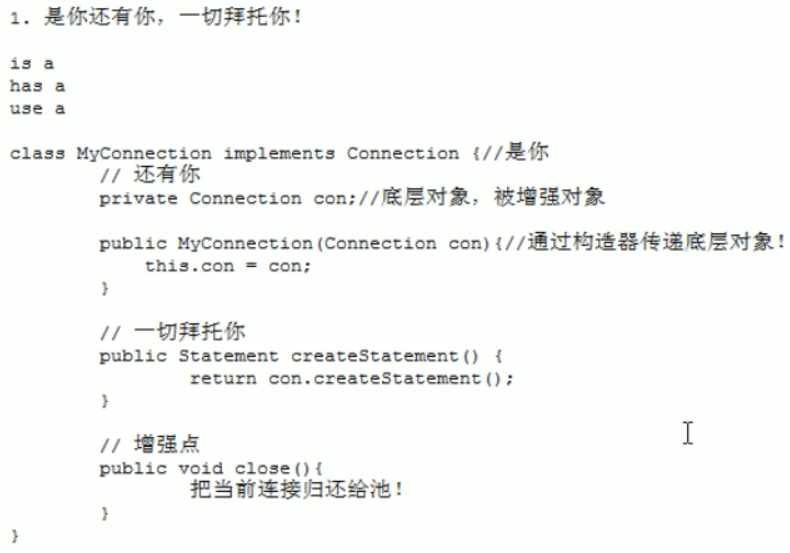 1. 是你还有你，一切拜托你！
is a
has a
use a
class MyConnection implements Connection {//是你
// 还有你
private Connection con;//底层对象，被增强对象
public MyConnection(Connection con){//通过构造器传递底层对象！
this.con = con;
}
// 一切拜托你
public Statement createStatement() {
return con.createStatement();
}
// 增强点
public void close(){
把当前连接归还给池！
}
}